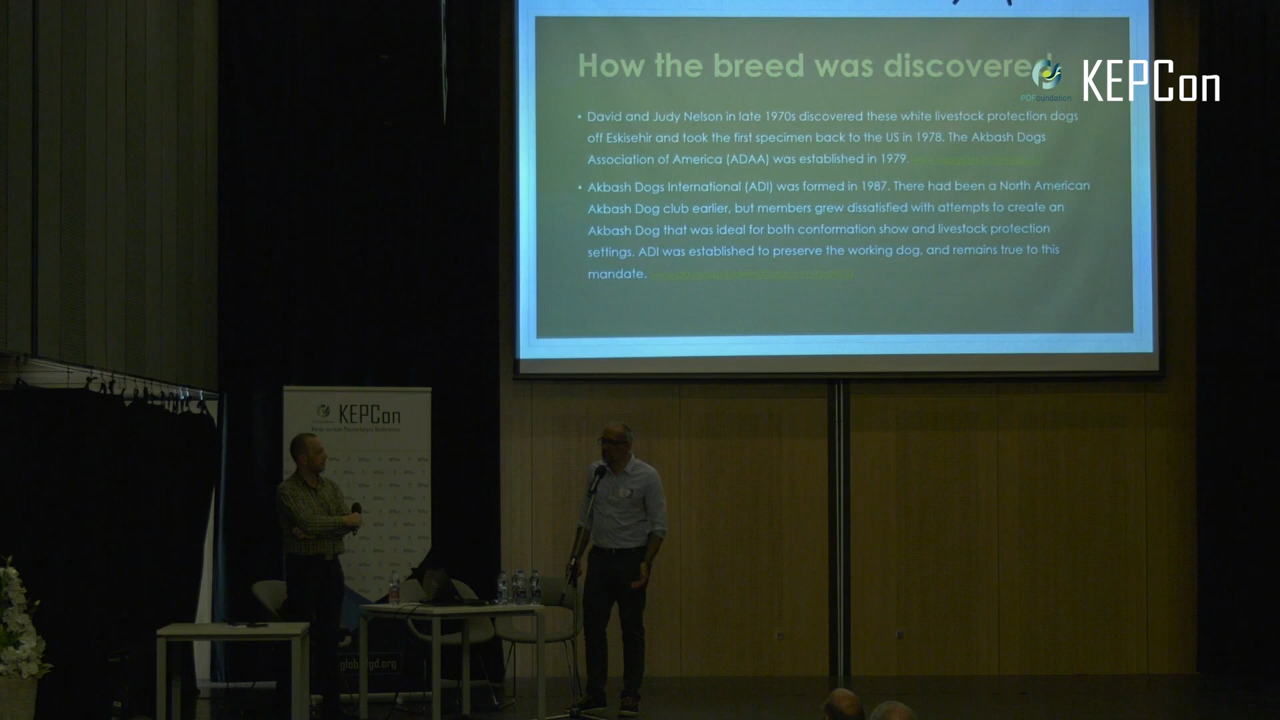 How the breed was discovered
KEPCon
PDFoundation
• David and Judy Nelson in late 1970s discovered these white livestock protection dogs
off Eskisehir and took the first specimen back to the US in 1978. The Akbash Dogs
Association of America (ADAA) was established in 1979.
• Akbash Dogs International (ADI) was formed in 1987. There had been a North American
Akbash Dog club earlier, but members grew dissatisfied with attempts to create an
Akbash Dog that was ideal for both conformation show and livestock protection
settings. ADI was established to preserve the working dog, and remains true to this
mandate.
KEPCon